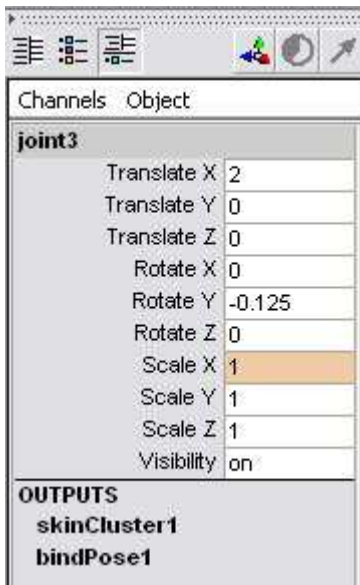 Channels Object
joint3
Translate X 2
Translate Y 0
Translate Z 0
Rotate X 0
Rotate Y -0.125
Rotate Z 0
Scale X 1
Scale Y 1
Scale Z 1
Visibility on
OUTPUTS
skinCluster1
bindPose1